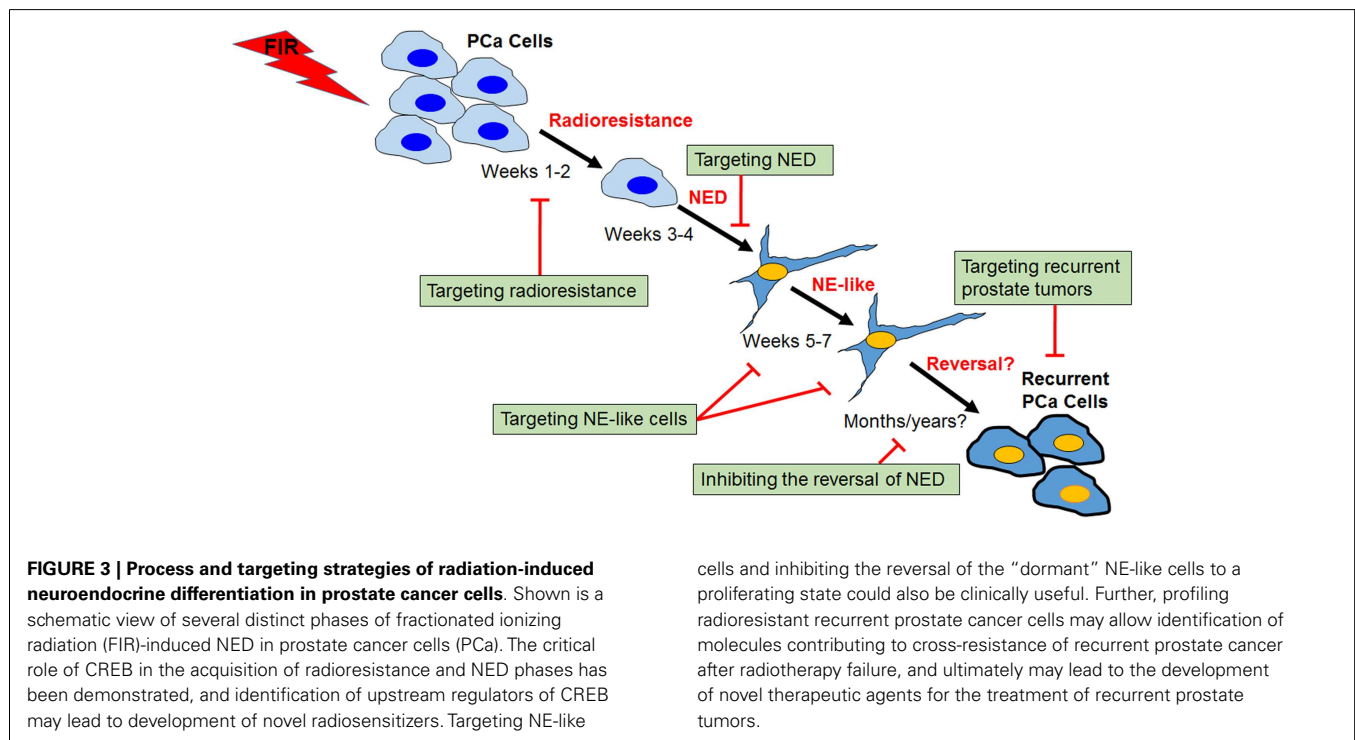 FIR
PCa Cells
Radioresistance
Weeks 1-2
Targeting NED
NED
Weeks 3-4
Targeting radioresistance
Targeting recurrent
prostate tumors
NE-like
Weeks 5-7
Reversal?
Recurrent
PCa Cells
Targeting NE-like cells
Months/years?
Inhibiting the reversal of NED
FIGURE 3 | Process and targeting strategies of radiation-induced
neuroendocrine differentiation in prostate cancer cells. Shown is a
schematic view of several distinct phases of fractionated ionizing
radiation (FIR)-induced NED in prostate cancer cells (PCa). The critical
role of CREB in the acquisition of radioresistance and NED phases has
been demonstrated, and identification of upstream regulators of CREB
may lead to development of novel radiosensitizers. Targeting NE-like
cells and inhibiting the reversal of the “dormant” NE-like cells to a
proliferating state could also be clinically useful. Further, profiling
radioresistant recurrent prostate cancer cells may allow identification of
molecules contributing to cross-resistance of recurrent prostate cancer
after radiotherapy failure, and ultimately may lead to the development
of novel therapeutic agents for the treatment of recurrent prostate
tumors.